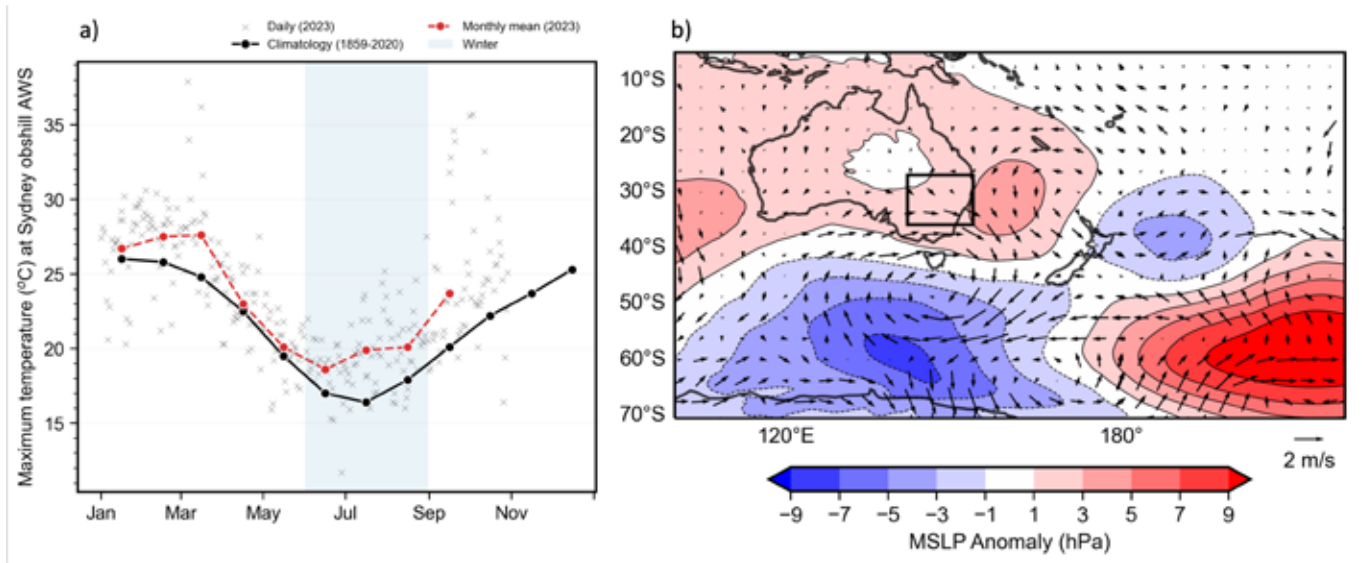 a)
Daily (2023)
Climatology (1859-2020)
Monthly mean (2023)
Winter
Maximum temperature (°C) at Sydney obshill AWS
35
30
25
20
15
Jan Mar May Jul Sep Nov
b)
10°S
20°S
30°S
40°S
50°S
60°S
70°S
120°E 180°
2 m/s
−9 −7 −5 −3 −1 1 3 5 7 9
MSLP Anomaly (hPa)